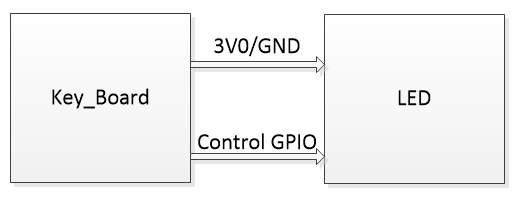 3V0/GND
Key_Board
LED
Control GPIO